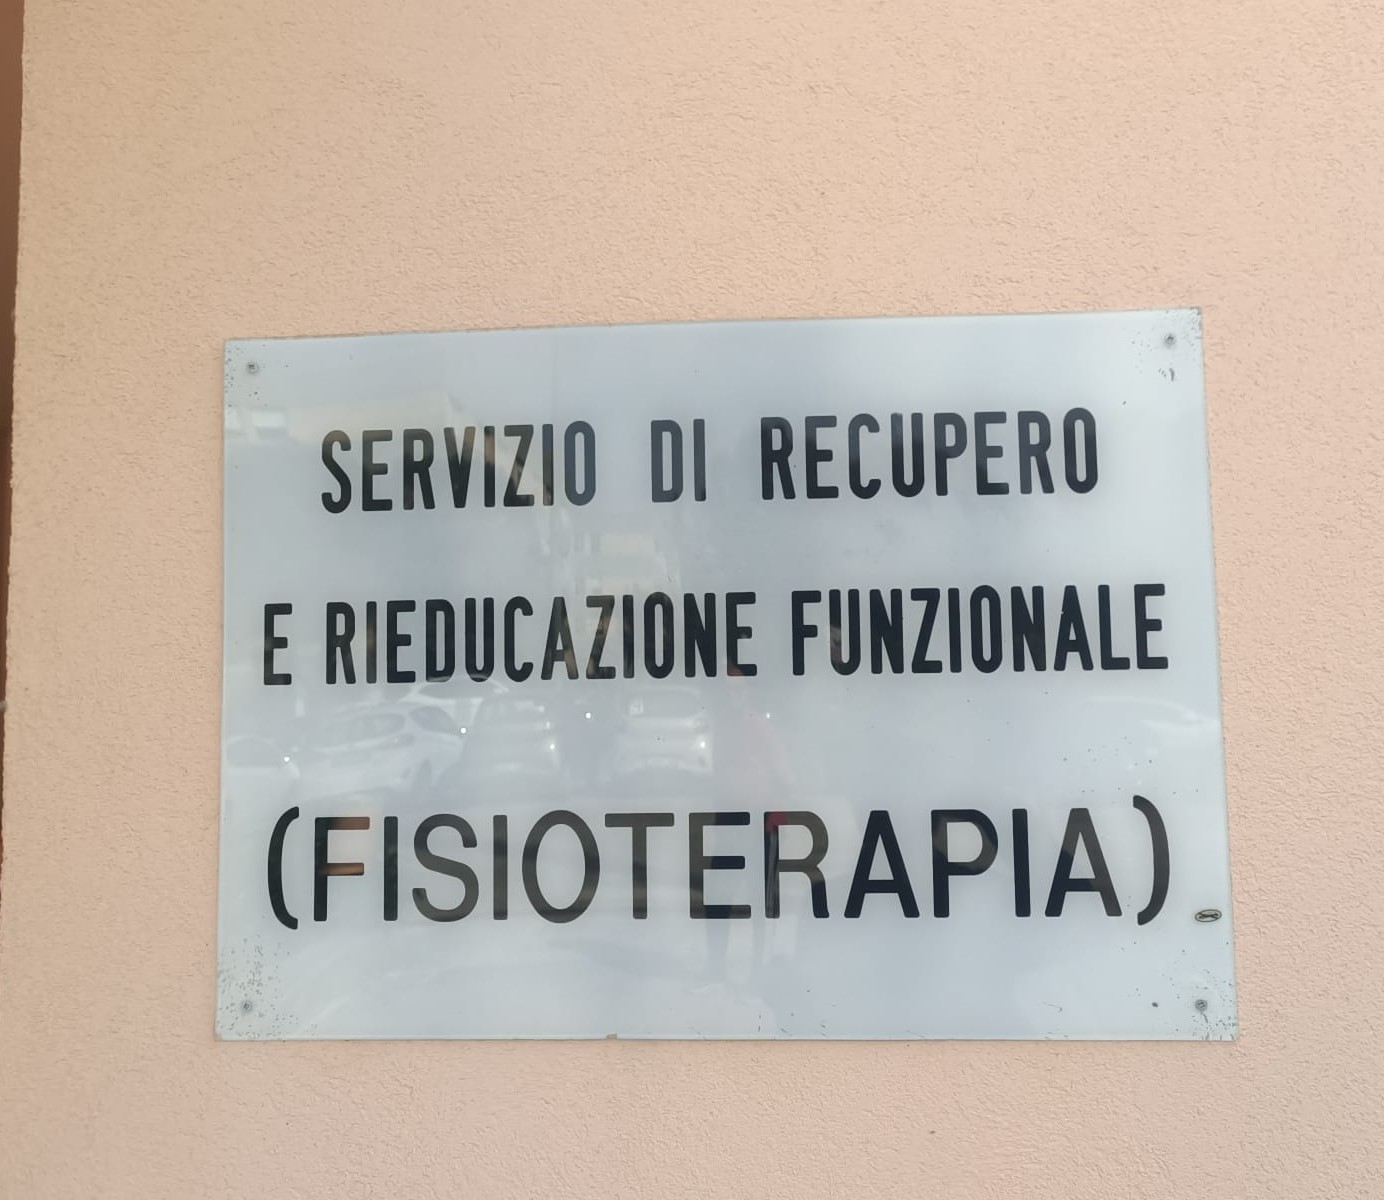 SERVIZIO DI RECUPERO
E RIEDUCAZIONE FUNZIONALE
(FISIOTERAPIA)